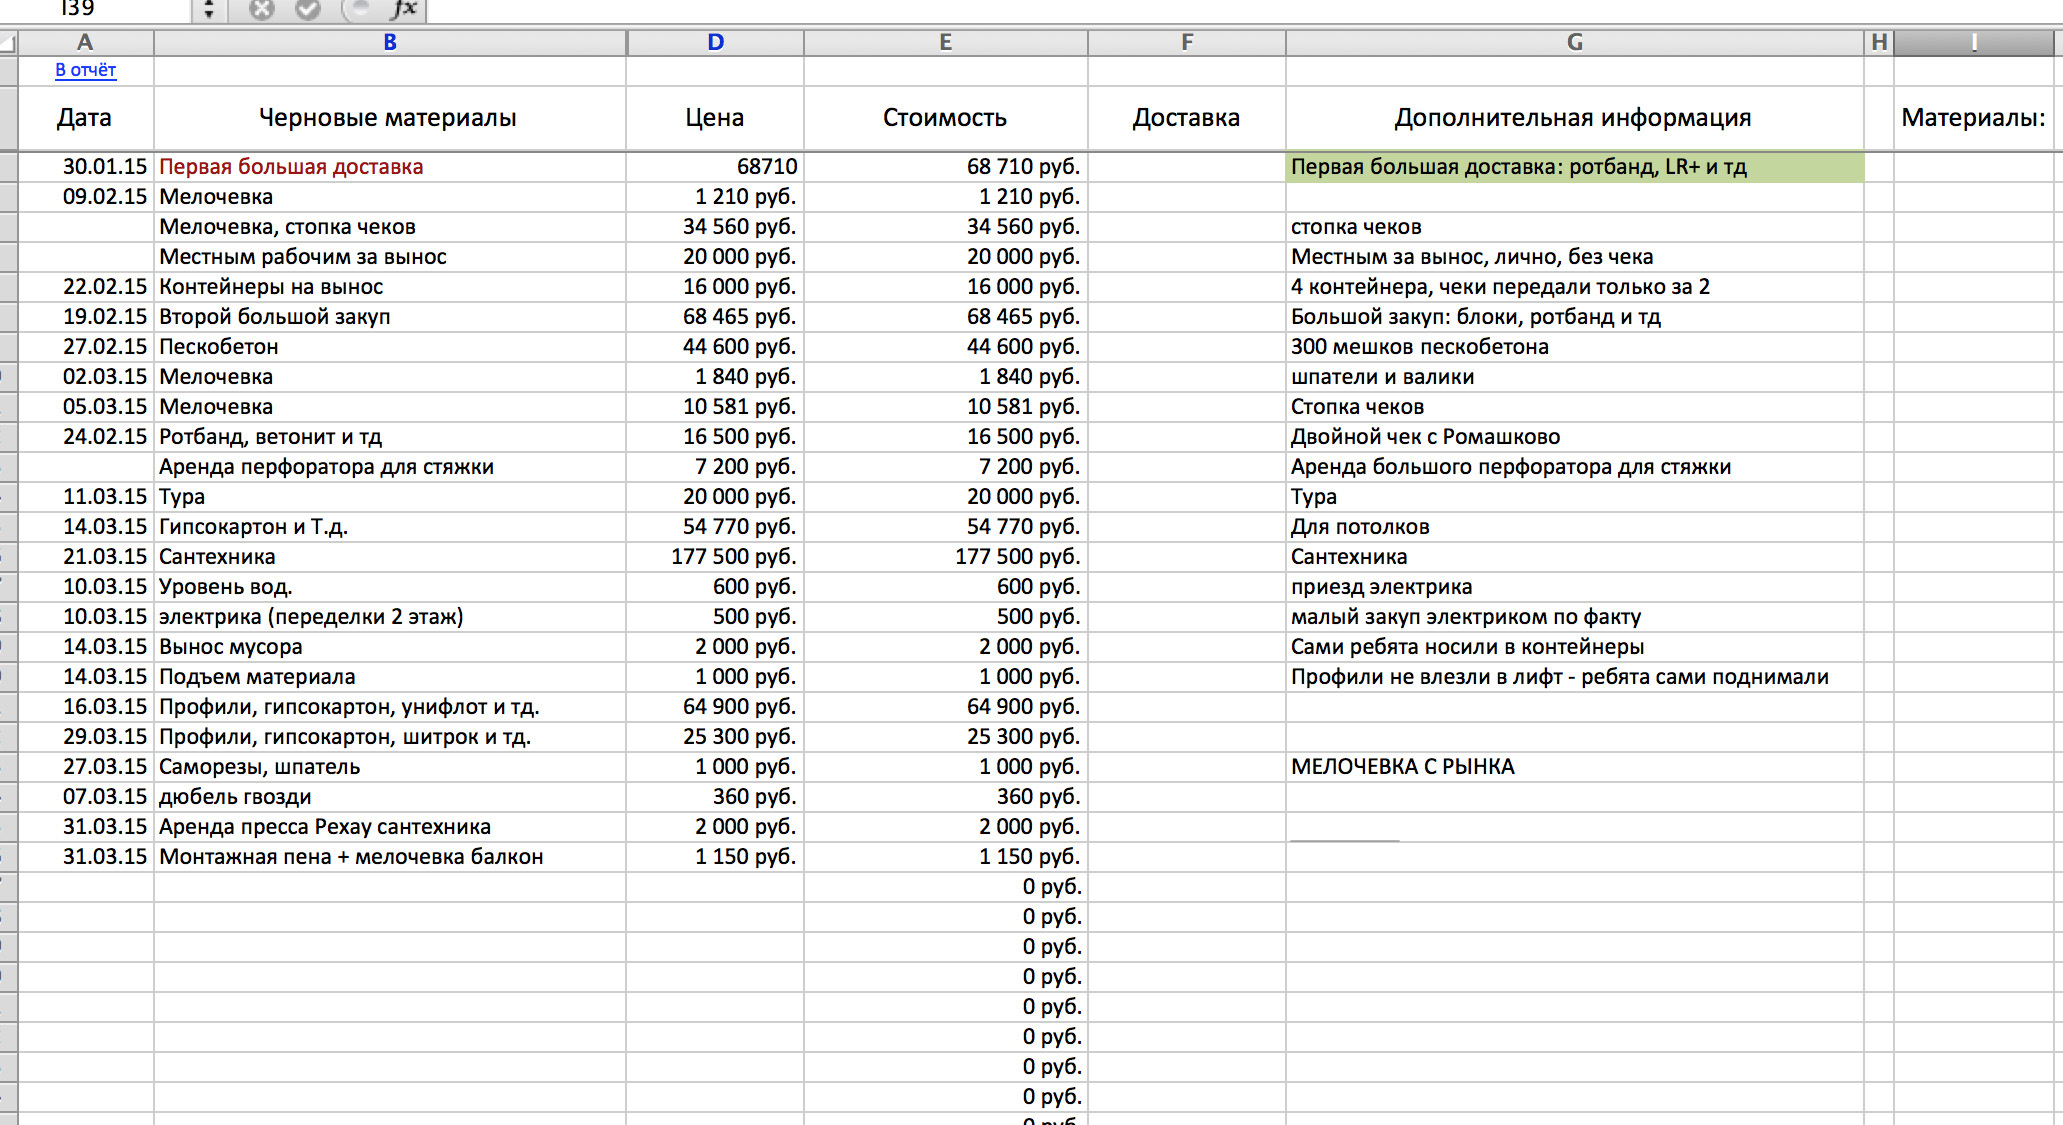 I39 fx
A B D E F G H I
В отчёт
Дата Черновые материалы Цена Стоимость Доставка Дополнительная информация Материалы:
30.01.15 Первая большая доставка 68710 68 710 руб. Первая большая доставка: ротбанд, LR+ и тд
09.02.15 Мелочевка 1 210 руб. 1 210 руб.
Мелочевка, стопка чеков 34 560 руб. 34 560 руб. стопка чеков
Местным рабочим за вынос 20 000 руб. 20 000 руб. Местным за вынос, лично, без чека
22.02.15 Контейнеры на вынос 16 000 руб. 16 000 руб. 4 контейнера, чеки передали только за 2
19.02.15 Второй большой закуп 68 465 руб. 68 465 руб. Большой закуп: блоки, ротбанд и тд
27.02.15 Пескобетон 44 600 руб. 44 600 руб. 300 мешков пескобетона
02.03.15 Мелочевка 1 840 руб. 1 840 руб. шпатели и валики
05.03.15 Мелочевка 10 581 руб. 10 581 руб. Стопка чеков
24.02.15 Ротбанд, ветонит и тд 16 500 руб. 16 500 руб. Двойной чек с Ромашково
Аренда перфоратора для стяжки 7 200 руб. 7 200 руб. Аренда большого перфоратора для стяжки
11.03.15 Тура 20 000 руб. 20 000 руб. Тура
14.03.15 Гипсокартон и Т.д. 54 770 руб. 54 770 руб. Для потолков
21.03.15 Сантехника 177 500 руб. 177 500 руб. Сантехника
10.03.15 Уровень вод. 600 руб. 600 руб. приезд электрика
10.03.15 электрика (переделки 2 этаж) 500 руб. 500 руб. малый закуп электриком по факту
14.03.15 Вынос мусора 2 000 руб. 2 000 руб. Сами ребята носили в контейнеры
14.03.15 Подъем материала 1 000 руб. 1 000 руб. Профили не влезли в лифт - ребята сами поднимали
16.03.15 Профили, гипсокартон, унифлот и тд. 64 900 руб. 64 900 руб.
29.03.15 Профили, гипсокартон, шитрок и тд. 25 300 руб. 25 300 руб.
27.03.15 Саморезы, шпатель 1 000 руб. 1 000 руб. МЕЛОЧЕВКА С РЫНКА
07.03.15 дюбель гвозди 360 руб. 360 руб.
31.03.15 Аренда пресса Рехау сантехника 2 000 руб. 2 000 руб.
31.03.15 Монтажная пена + мелочевка балкон 1 150 руб. 1 150 руб.
0 руб.
0 руб.
0 руб.
0 руб.
0 руб.
0 руб.
0 руб.
0 руб.
0 руб.